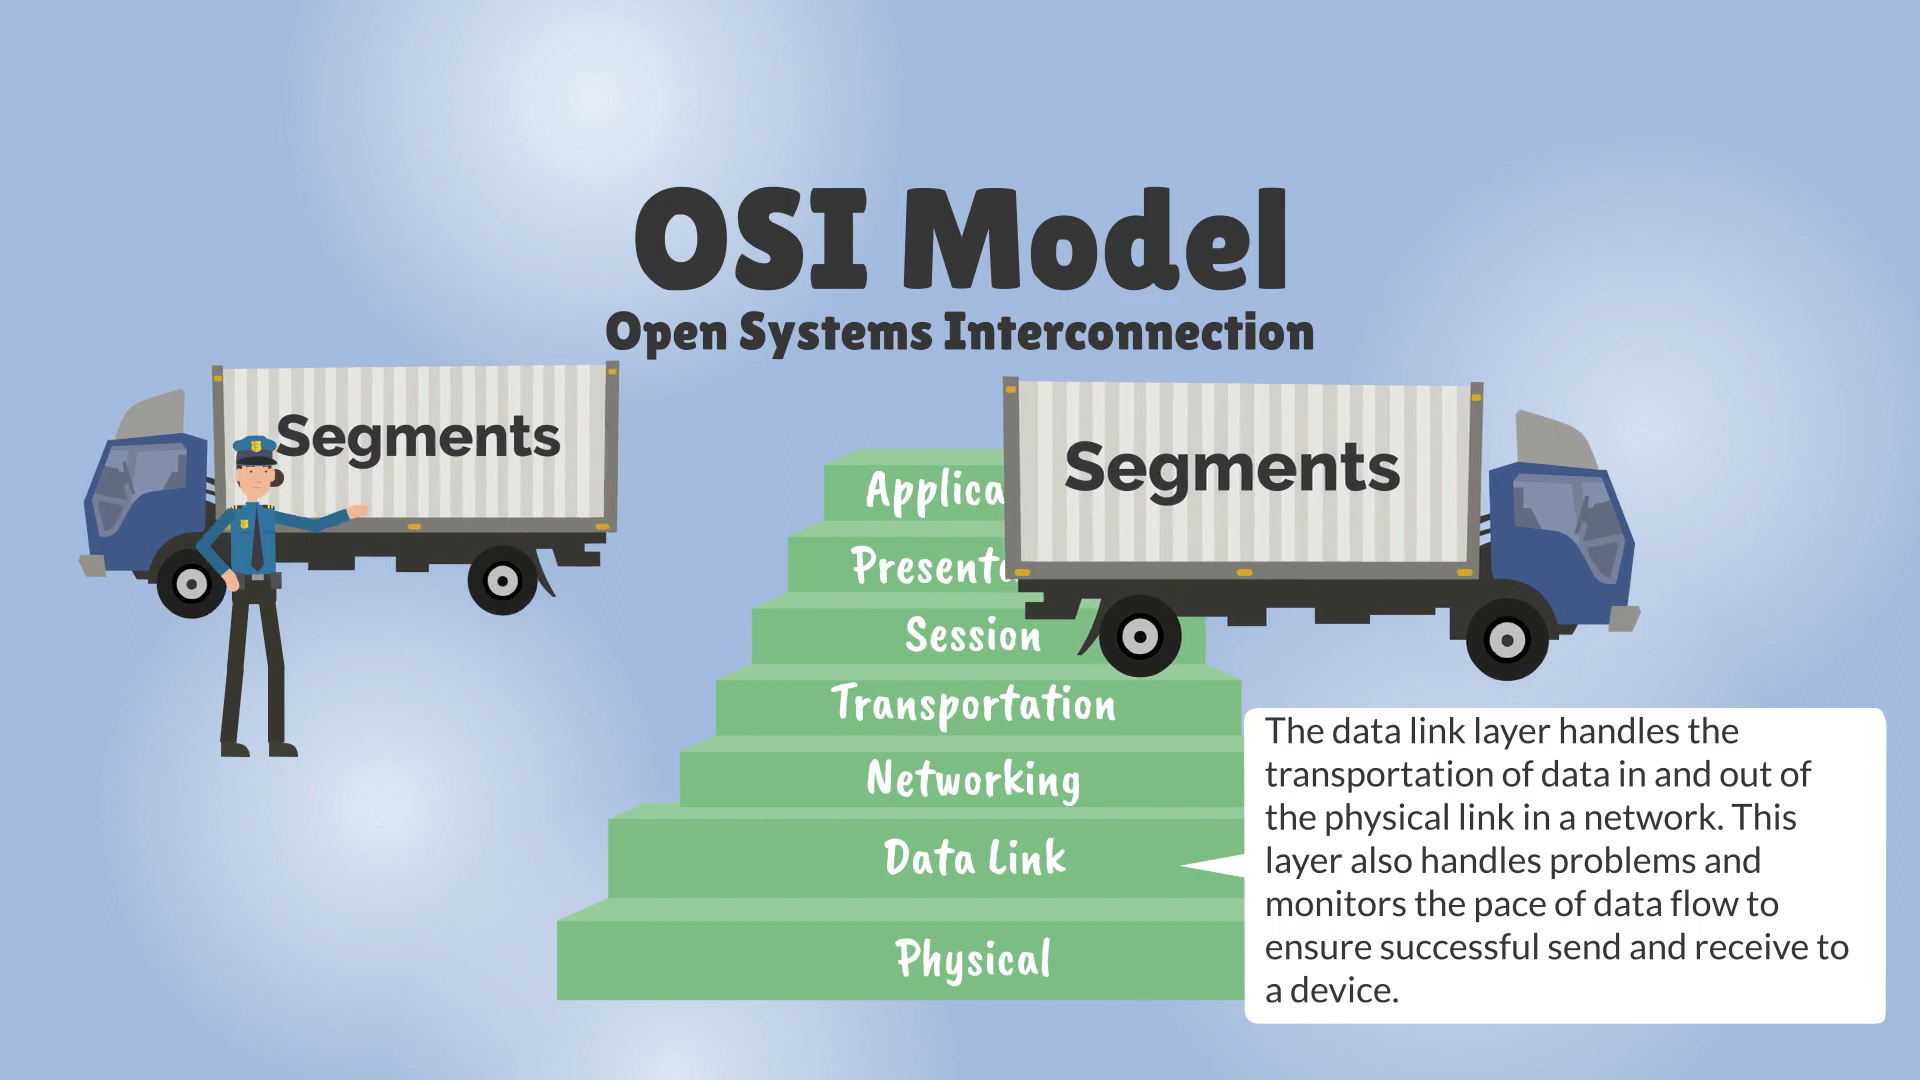 OSI Model
Open Systems Interconnection
Segments
Segments
Applica
Present
Session
Transportation
Networking
Data Link
Physical
The data link layer handles the
transportation of data in and out of
the physical link in a network. This
layer also handles problems and
monitors the pace of data flow to
ensure successful send and receive to
a device.